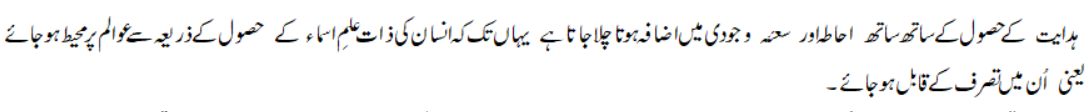 ہدایت کے حصول کے ساتھ ساتھ احاطہ اور سعتہ وجودی میں اضافہ ہوتا چلا جاتا ہے یہاں تک کہ انسان کی ذات علمِ اسماء کے حصول کے ذریعہ سے عوالم پر محیط ہو جائے
یعنی اُن میں تصرف کے قابل ہو جائے ۔